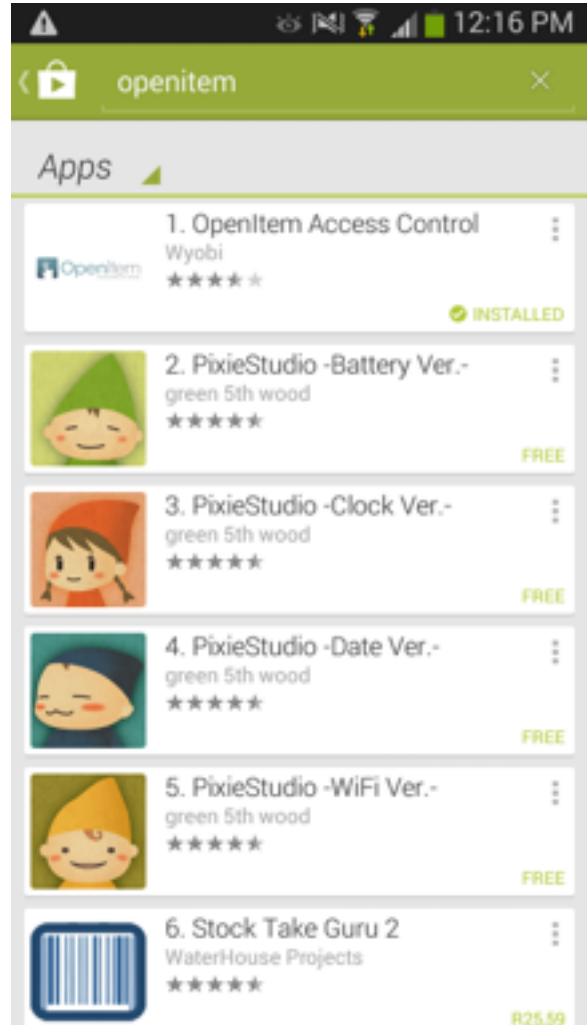 12:16 PM
openitem
Apps
1. OpenItem Access Control
Wyobi
OpenItem
INSTALLED
2. PixieStudio -Battery Ver.-
green 5th wood
FREE
3. PixieStudio -Clock Ver.-
green 5th wood
FREE
4. PixieStudio -Date Ver.-
green 5th wood
FREE
5. PixieStudio -WiFi Ver.-
green 5th wood
FREE
6. Stock Take Guru 2
WaterHouse Projects
R25.59